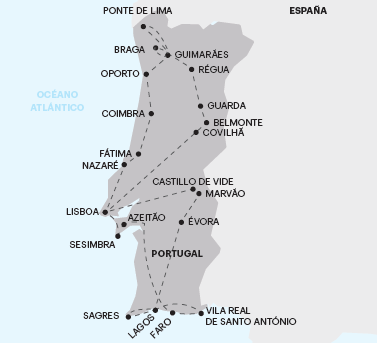 PONTE DE LIMA
ESPAÑA
BRAGA
GUIMARÃES
OPORTO
RÉGUA
OCÉANO
ATLÁNTICO
GUARDA
COIMBRA
BELMONTE
COVILHÃ
FÁTIMA
NAZARÉ
CASTILLO DE VIDE
MARVÃO
LISBOA
AZEITÃO
ÉVORA
SESIMBRA
PORTUGAL
SAGRES
LAGOS
FARO
VILA REAL
DE SANTO ANTÓNIO